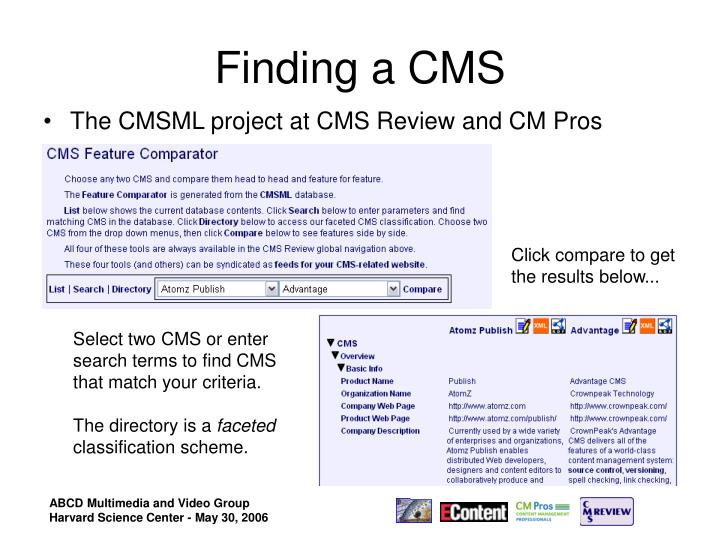 Finding a CMS
• The CMSML project at CMS Review and CM Pros
CMS Feature Comparator
Choose any two CMS and compare them head to head and feature for feature.
The Feature Comparator is generated from the CMSML database.
List below shows the current database contents. Click Search below to enter parameters and find
matching CMS in the database. Click Directory below to access our faceted CMS classification. Choose two
CMS from the drop down menus, then click Compare below to see features side by side.
All four of these tools are always available in the CMS Review global navigation above.
These four tools (and others) can be syndicated as feeds for your CMS-related website.
List | Search | Directory Atomz Publish Advantage Compare
Click compare to get
the results below...
Select two CMS or enter
search terms to find CMS
that match your criteria.
The directory is a faceted
classification scheme.
Atomz Publish XML Advantage XML
CMS
Overview
Basic Info
Product Name Publish Advantage CMS
Organization Name AtomZ Crownpeak Technology
Company Web Page http://www.atomz.com http://www.crownpeak.com/
Product Web Page http://www.atomz.com/publish/ http://www.crownpeak.com/
Company Description Currently used by a wide variety CrownPeak's Advantage
of enterprises and organizations, CMS delivers all of the
Atomz Publish enables features of a world-class
distributed Web developers, content management system:
designers and content editors to source control, versioning,
collaboratively produce and spell checking, link checking,
ABCD Multimedia and Video Group
Harvard Science Center - May 30, 2006
EContent
CM Pros
CONTENT MANAGEMENT
PROFESSIONALS
CMS REVIEW